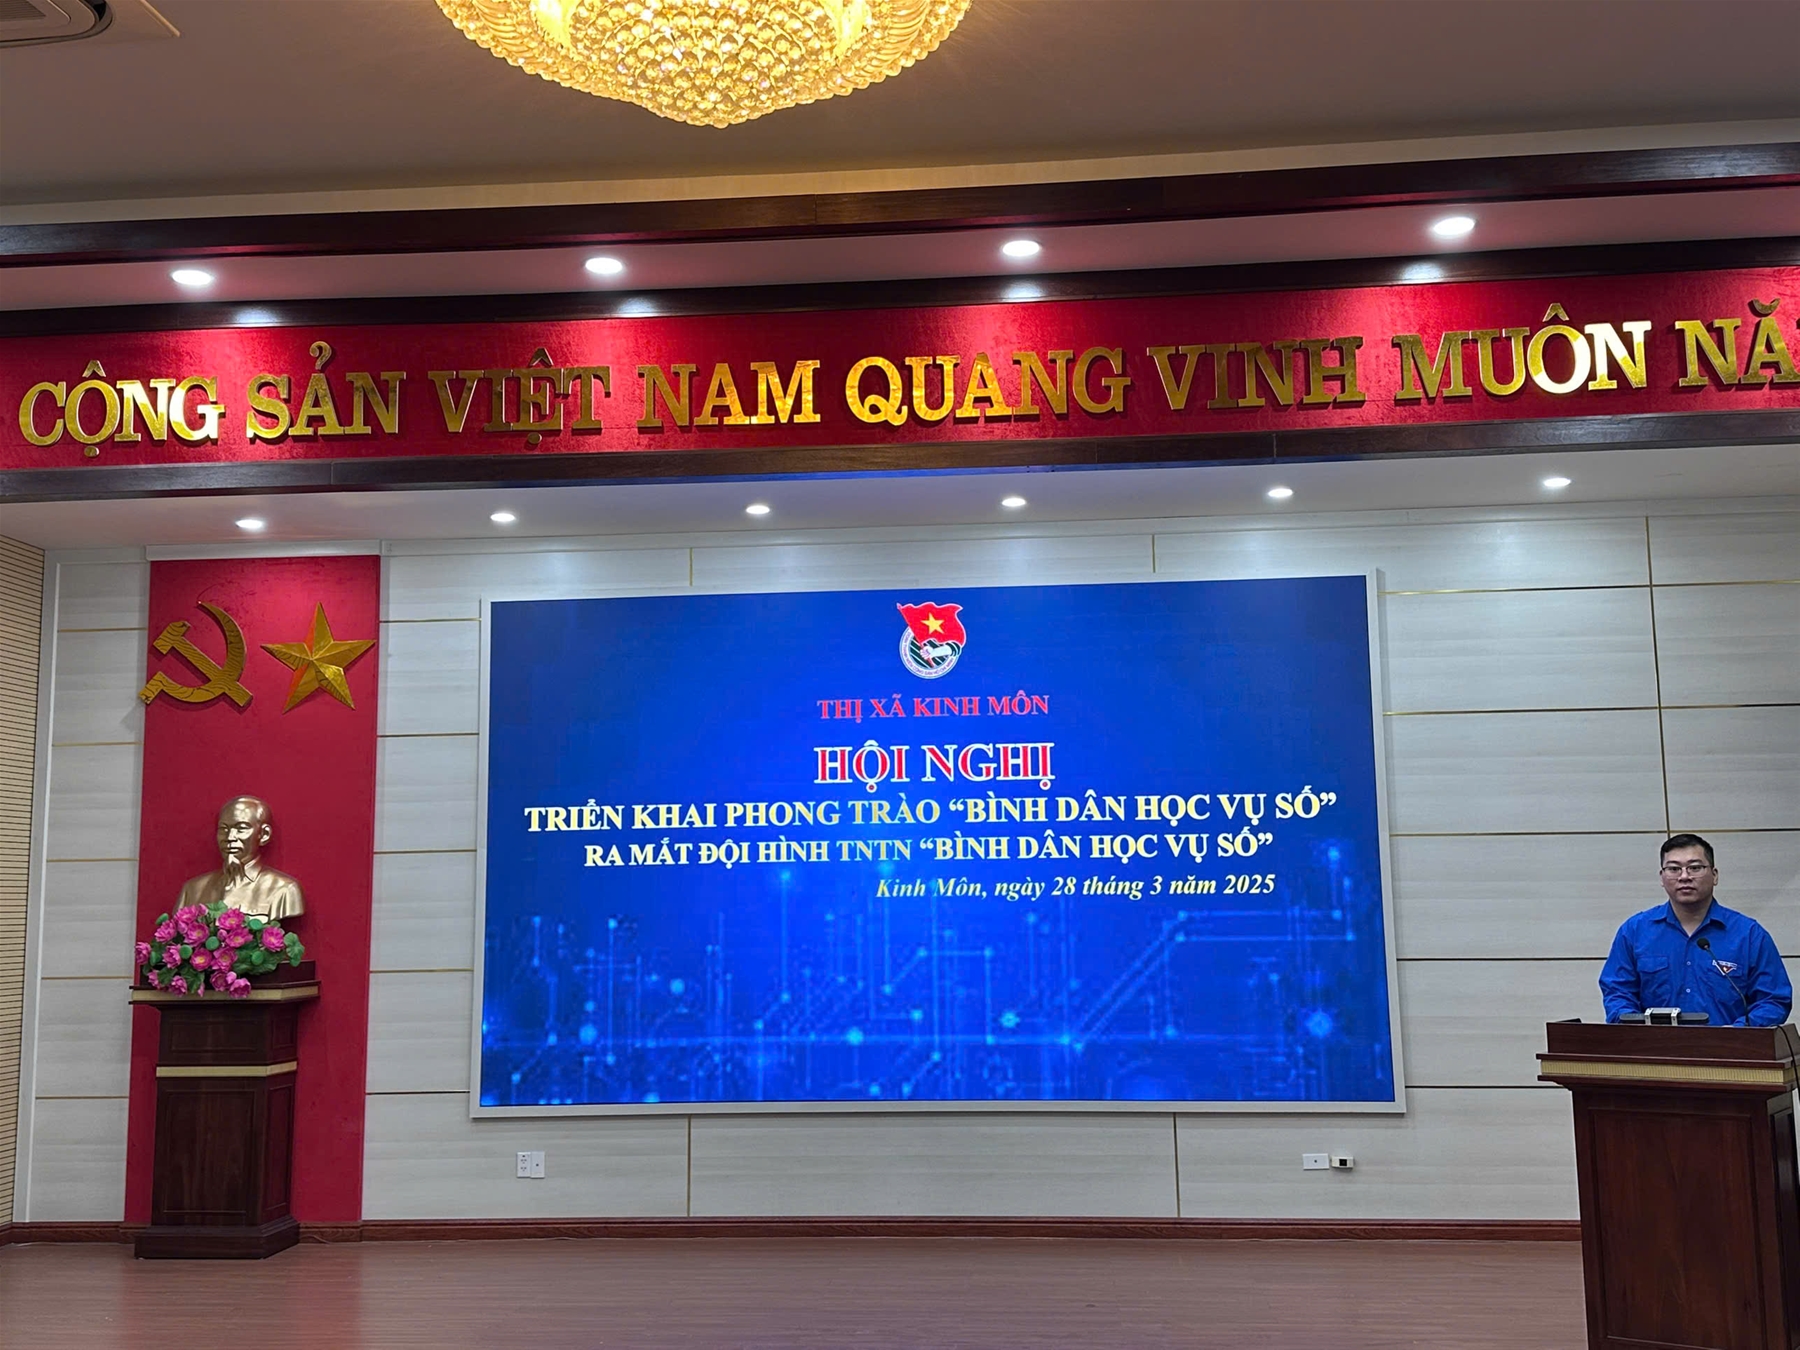 CỘNG SẢN VIỆT NAM QUANG VINH MUÔN NĂ
THỊ XÃ KINH MÔN
HỘI NGHỊ
TRIỂN KHAI PHONG TRÀO “BÌNH DÂN HỌC VỤ SỐ”
RA MẮT ĐỘI HÌNH TNTN “BÌNH DÂN HỌC VỤ SỐ”
Kinh Môn, ngày 28 tháng 3 năm 2025